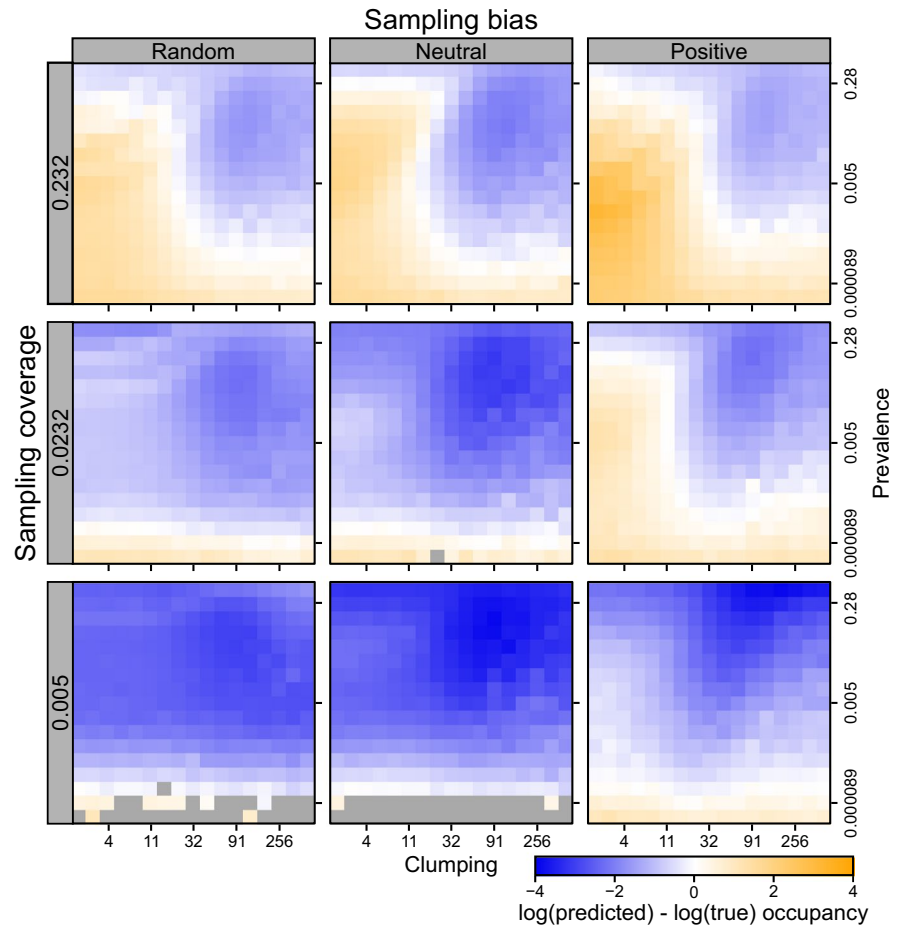 Sampling bias
Random Neutral Positive
Sampling coverage
0.232
0.0232
0.005
0.28
0.005
0.000089
4 11 32 91 256
4 11 32 91 256
4 11 32 91 256
0.28
0.005
0.000089
0.28
0.005
0.000089
Prevalence
Clumping
−4 −2 0 2 4
log(predicted) - log(true) occupancy